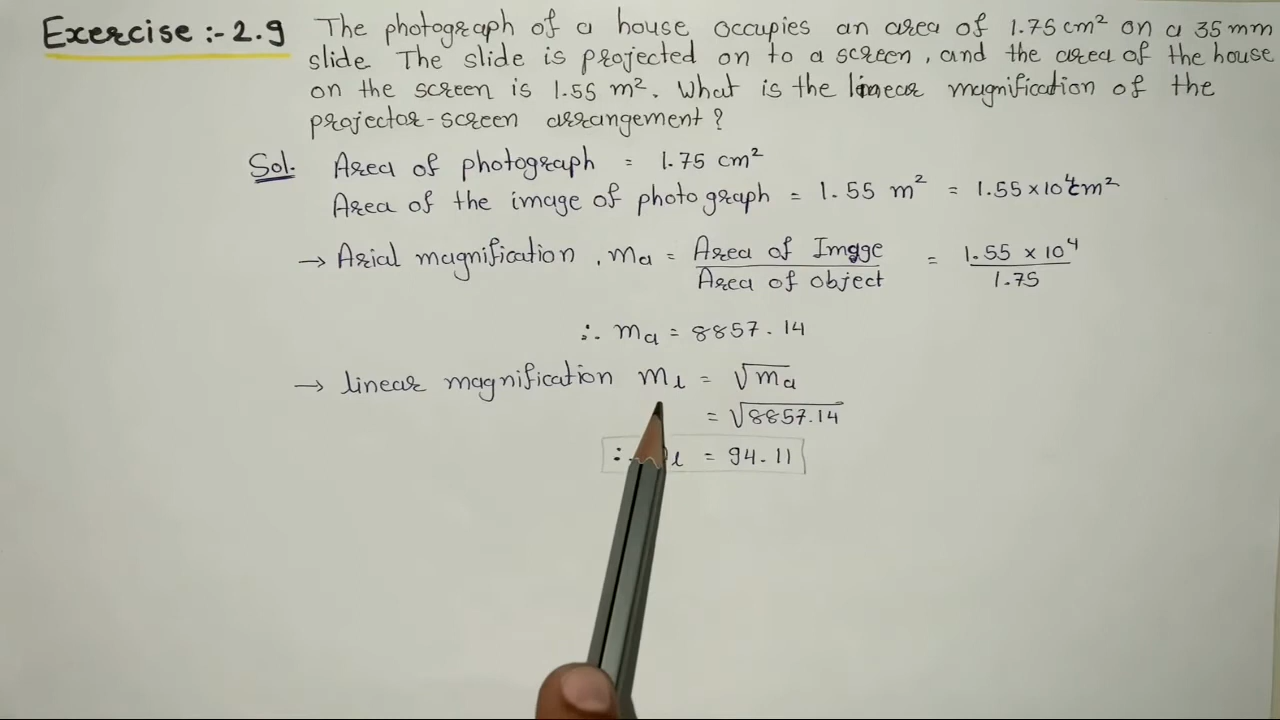 Exercise :- 2.9 The photograph of a house occupies an area of 1.75 cm² on a 35 mm
slide. The slide is projected on to a screen, and the area of the house
on the screen is 1.55 m². What is the linear magnification of the
projector-screen arrangement?
Sol. Area of photograph = 1.75 cm²
Area of the image of photograph = 1.55 m² = 1.55 × 10⁴ cm²
→ Arial magnification, mₐ = Area of Image / Area of object = 1.55 × 10⁴ / 1.75
∴ mₐ = 8857.14
→ linear magnification mₗ = √mₐ
= √8857.14
∴ l = 94.11